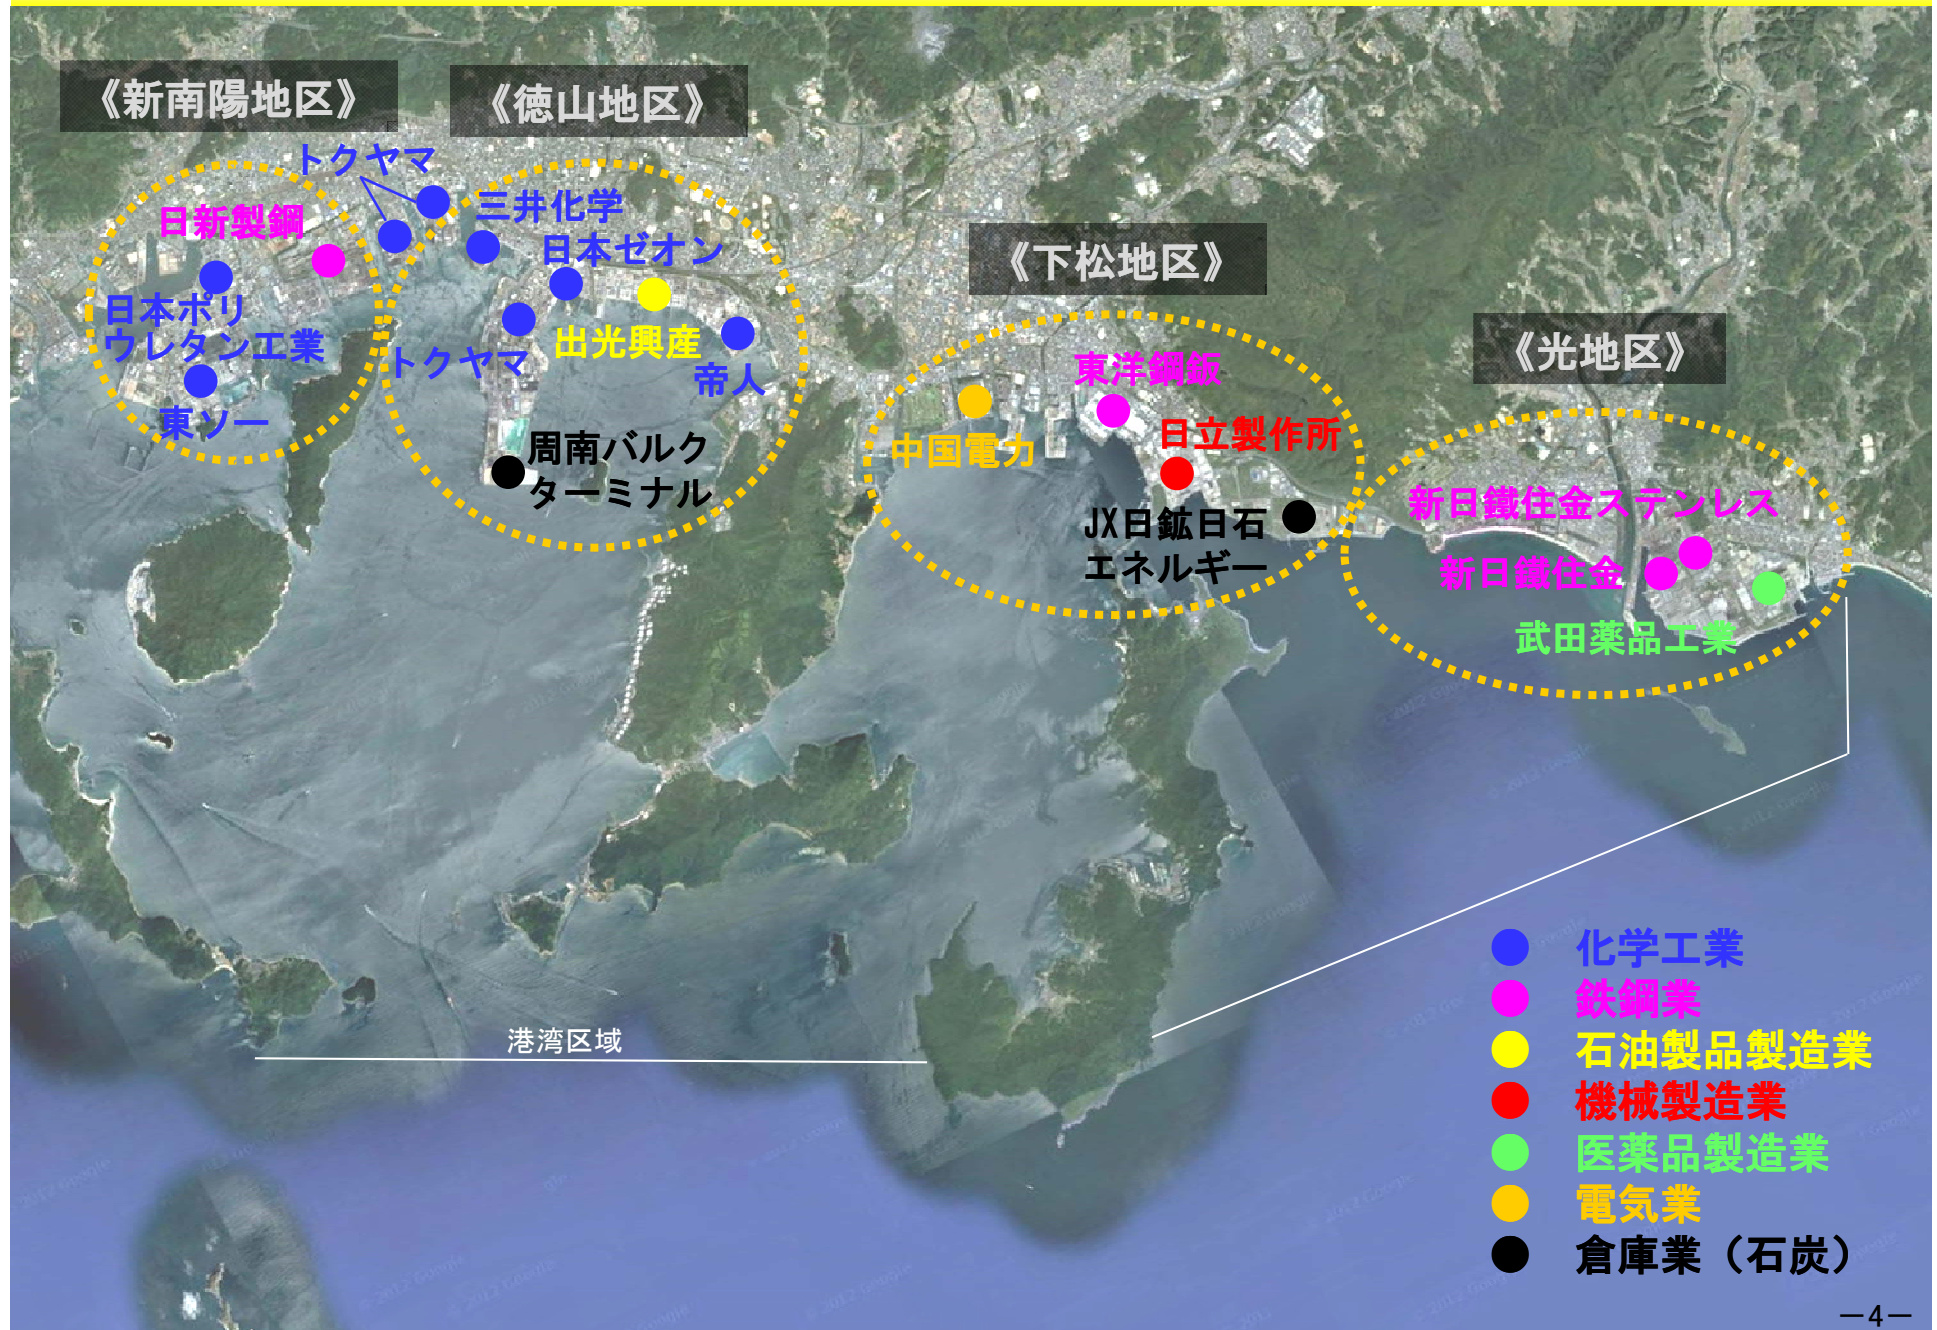 《新南陽地区》
《徳山地区》
トクヤマ
日新製鋼
三井化学
日本ゼオン
日本ポリ
ウレタン工業
トクヤマ
出光興産
帝人
東ソー
周南バルク
ターミナル
《下松地区》
東洋鋼鈑
中国電力
日立製作所
JX日鉱日石
エネルギー
《光地区》
新日鐵住金ステンレス
新日鐵住金
武田薬品工業
港湾区域
化学工業
鉄鋼業
石油製品製造業
機械製造業
医薬品製造業
電気業
倉庫業（石炭）
－4－